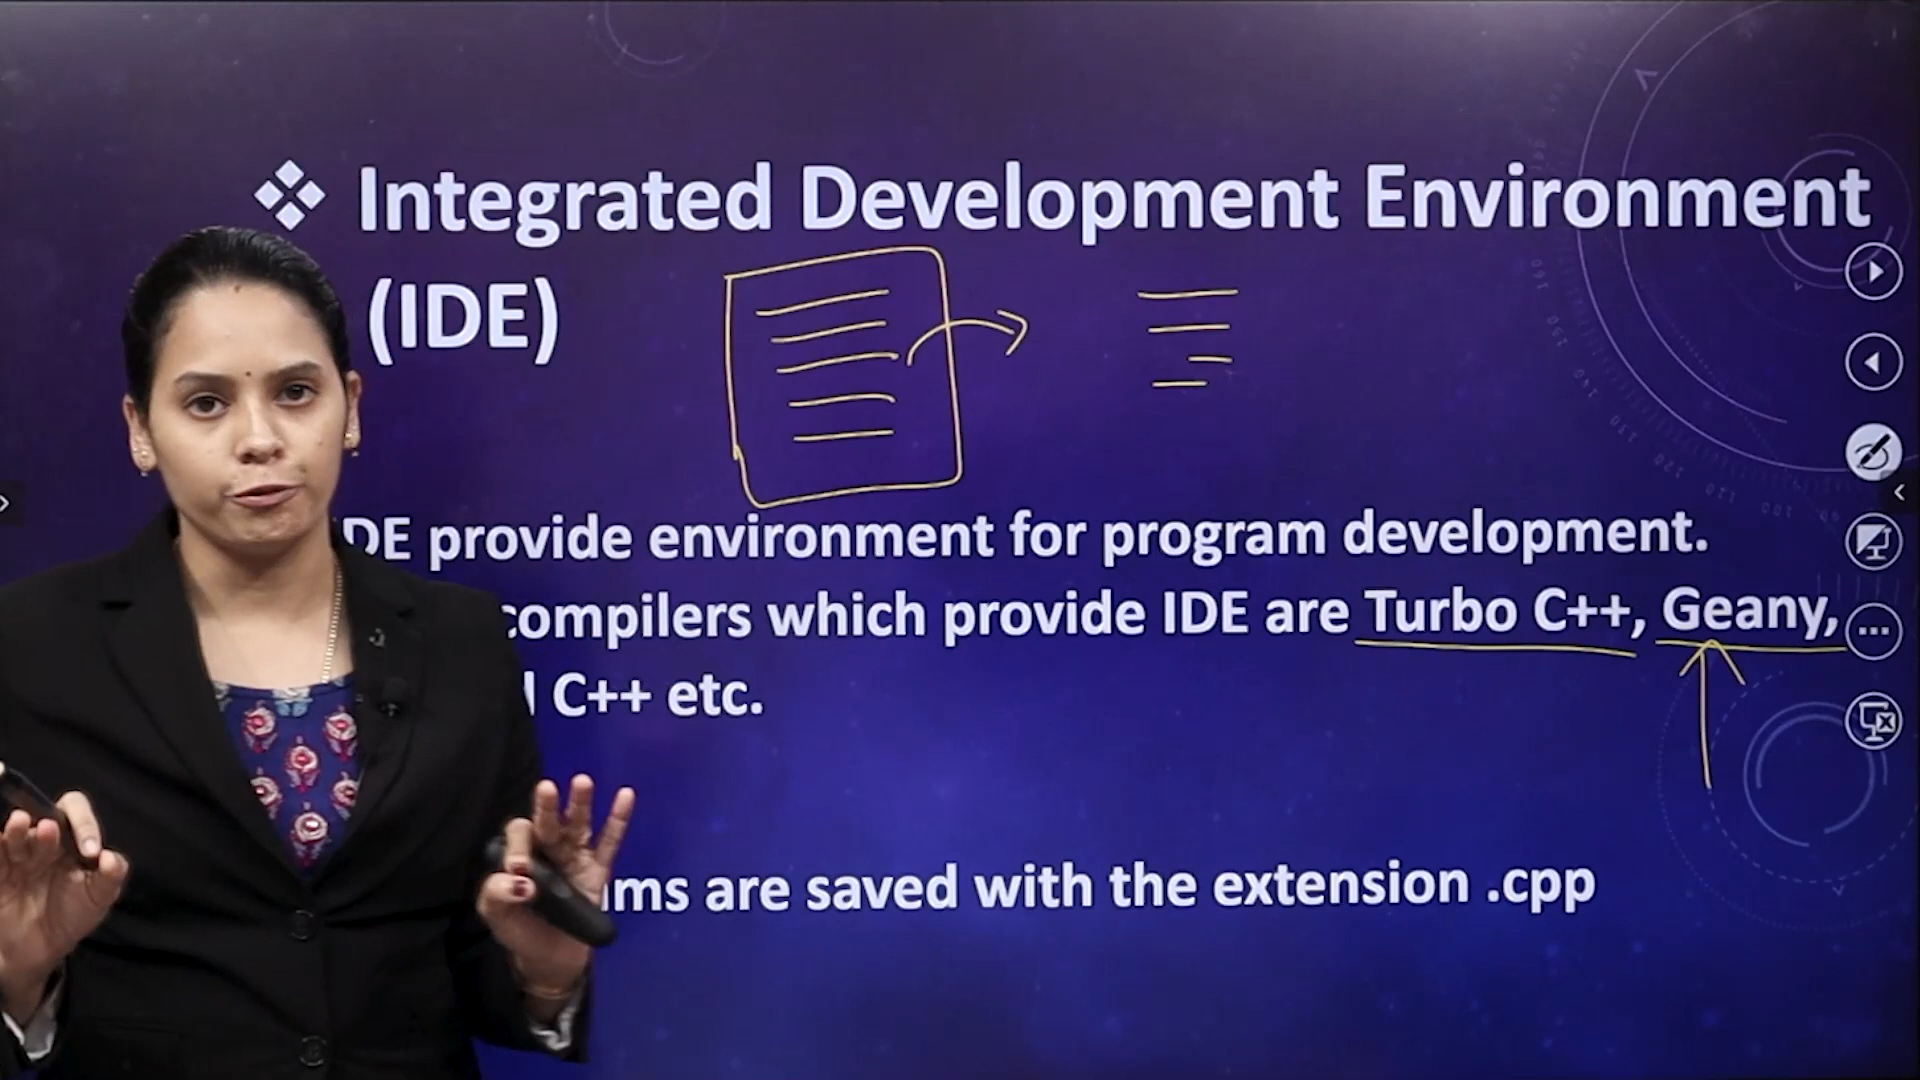 ❖ Integrated Development Environment
(IDE)
DE provide environment for program development.
compilers which provide IDE are Turbo C++, Geany,
C++ etc.
ms are saved with the extension .cpp